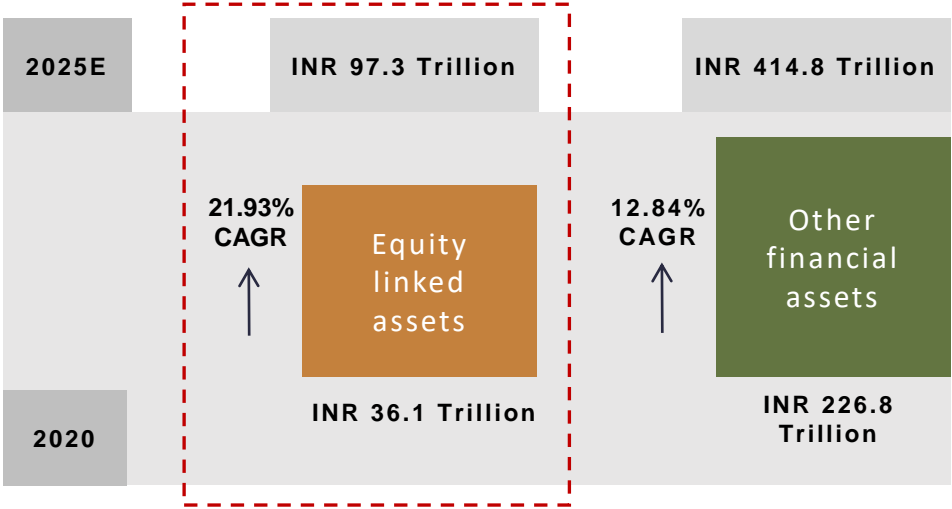 2025E
INR 97.3 Trillion
INR 414.8 Trillion
21.93%
CAGR
Equity
linked
assets
12.84%
CAGR
Other
financial
assets
2020
INR 36.1 Trillion
INR 226.8
Trillion